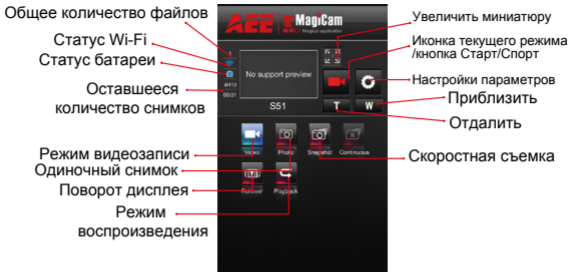 Общее количество файлов
Статус Wi-Fi
Статус батареи
Оставшееся
количество снимков
Режим видеозаписи
Одиночный снимок
Поворот дисплея
Режим
воспроизведения
AEE MagiCam
Magical application
No support preview
S51
T W
Video Photo Snapshot Continuous
Playback
Увеличить миниатюру
Иконка текущего режима
/кнопка Старт/Спорт
Настройки параметров
Приблизить
Отдалить
Скоростная съемка